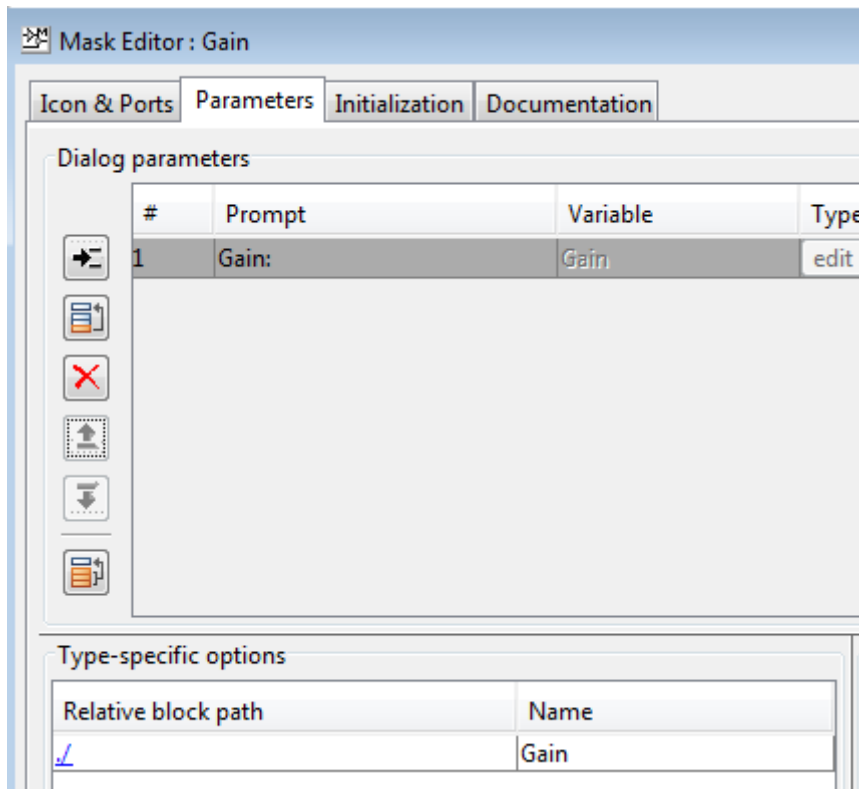 Mask Editor : Gain
Icon & Ports Parameters Initialization Documentation
Dialog parameters
# Prompt Variable Type
1 Gain: Gain edit
Type-specific options
Relative block path Name
./ Gain